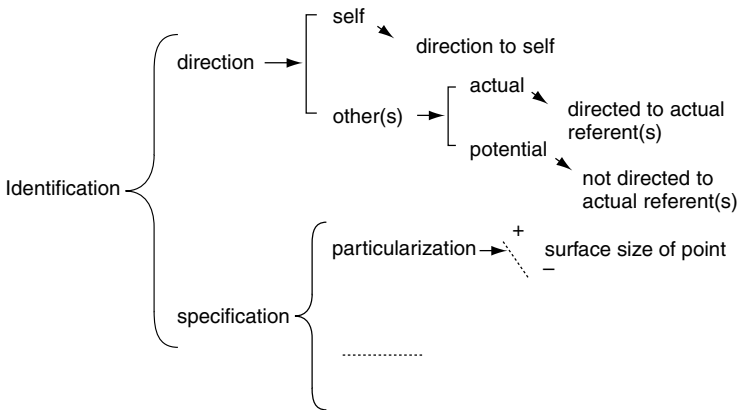 self
direction to self
direction
actual
other(s)
directed to actual
referent(s)
potential
not directed to
actual referent(s)
Identification
+
particularization
surface size of point
–
specification